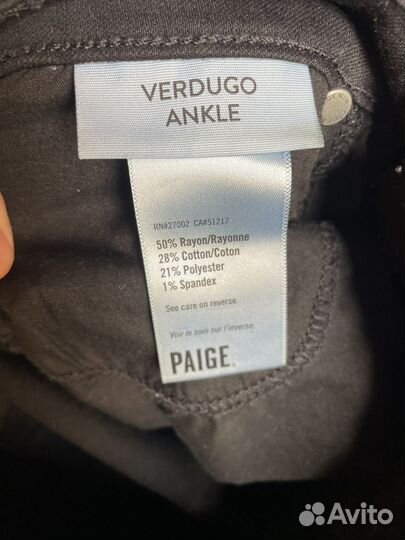 VERDUGO
ANKLE
RN#27002 CA#51217
50% Rayon/Rayonne
28% Cotton/Coton
21% Polyester
1% Spandex
See care on reverse.
Voir le soin sur l'inverse.
PAIGE
Avito